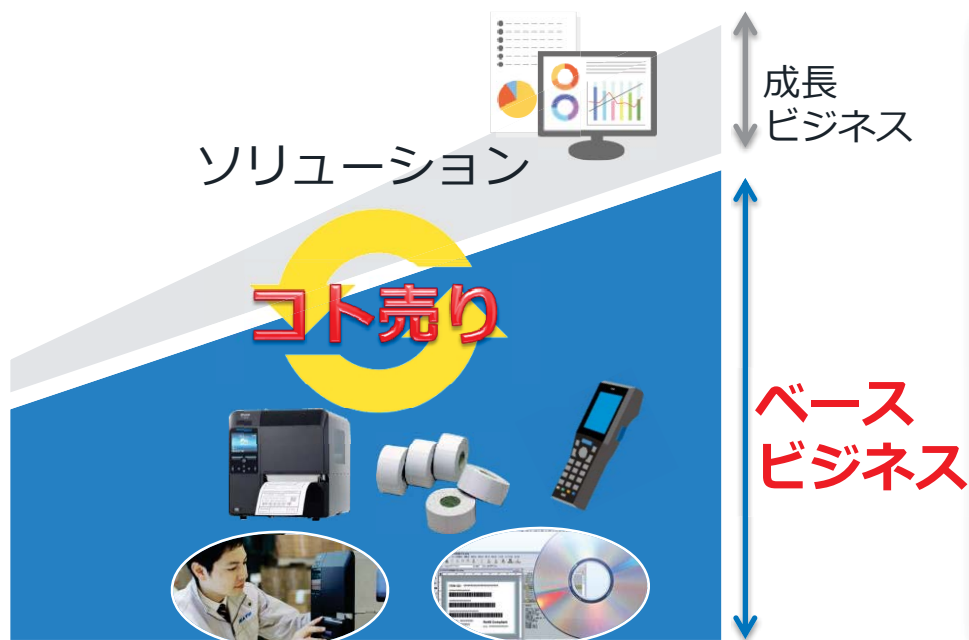 成長
ビジネス
ソリューション
コト売り
ベース
ビジネス